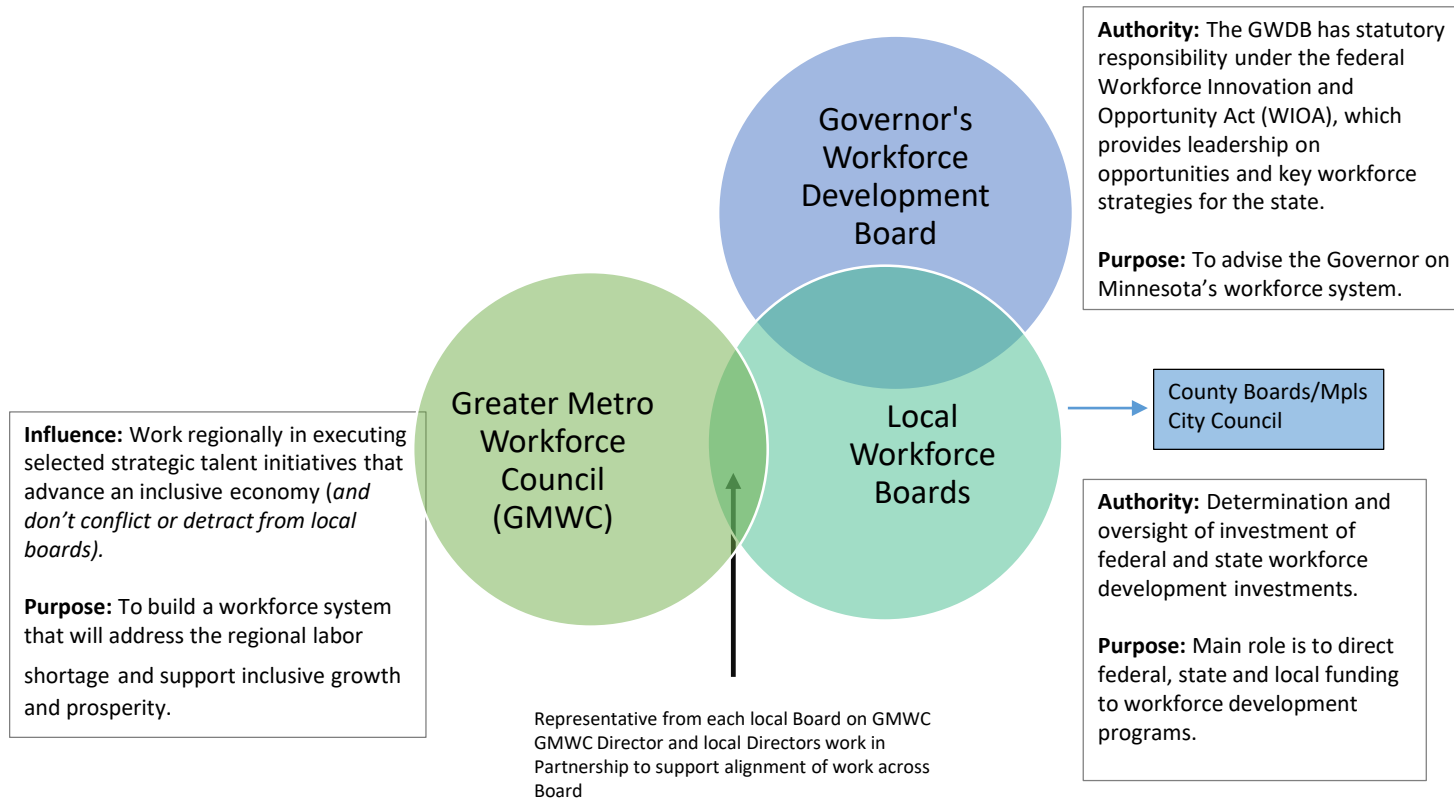 Governor's
Workforce
Development
Board
Authority: The GWDB has statutory
responsibility under the federal
Workforce Innovation and
Opportunity Act (WIOA), which
provides leadership on
opportunities and key workforce
strategies for the state.
Purpose: To advise the Governor on
Minnesota’s workforce system.
Greater Metro
Workforce
Council
(GMWC)
Local
Workforce
Boards
County Boards/Mpls
City Council
Influence: Work regionally in executing
selected strategic talent initiatives that
advance an inclusive economy (and
don’t conflict or detract from local
boards).
Purpose: To build a workforce system
that will address the regional labor
shortage and support inclusive growth
and prosperity.
Authority: Determination and
oversight of investment of
federal and state workforce
development investments.
Purpose: Main role is to direct
federal, state and local funding
to workforce development
programs.
Representative from each local Board on GMWC
GMWC Director and local Directors work in
Partnership to support alignment of work across
Board